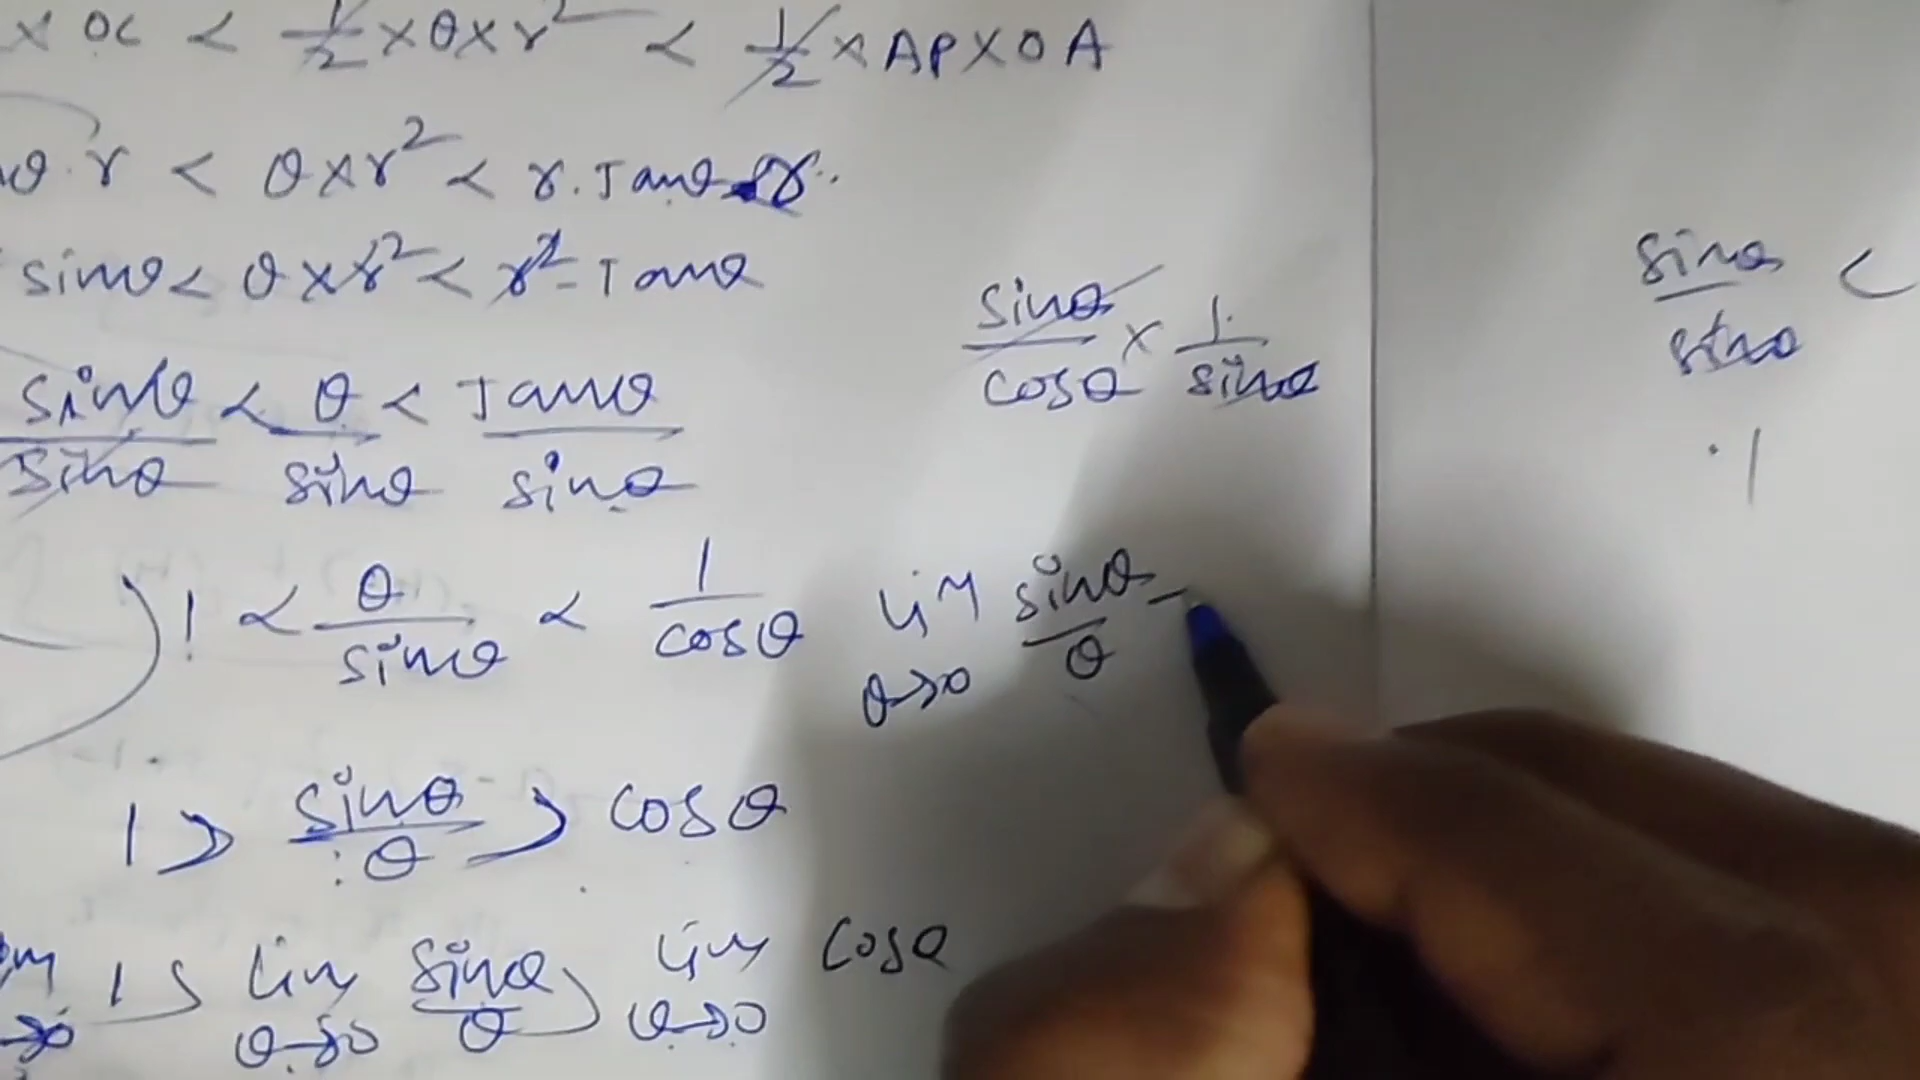 × OC < 1/2 × θ × r² < 1/2 × AP × OA
θ · r < θ × r² < r. Tanθ r.
sinθ < θ × r² < r² - Tanθ
sinθ/sinθ < θ/sinθ < Tanθ/sinθ
sinθ/cosθ × 1/sinθ
sinθ/sinθ <
1
1 < θ/sinθ < 1/cosθ
lim θ→0 sinθ/θ -
1 > sinθ/θ > cosθ
1 > lim θ→0 sinθ/θ > lim θ→0 cosθ